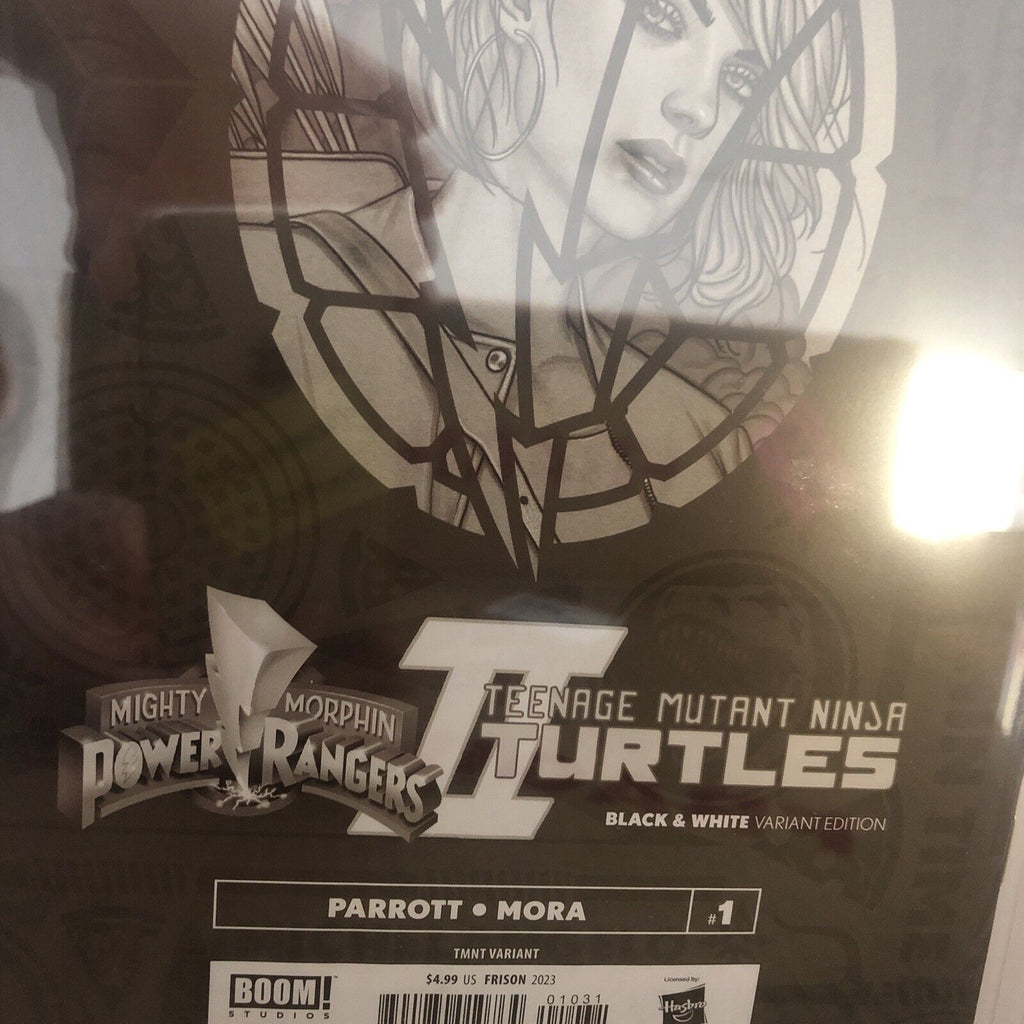 MIGHTY MORPHIN
POWER RANGERS
II
TEENAGE MUTANT NINJA
TURTLES
BLACK & WHITE VARIANT EDITION
PARROTT • MORA #1
TMNT VARIANT
$4.99 US FRISON 2023
BOOM!™
STUDIOS
01031
Licensed by:
Hasbro